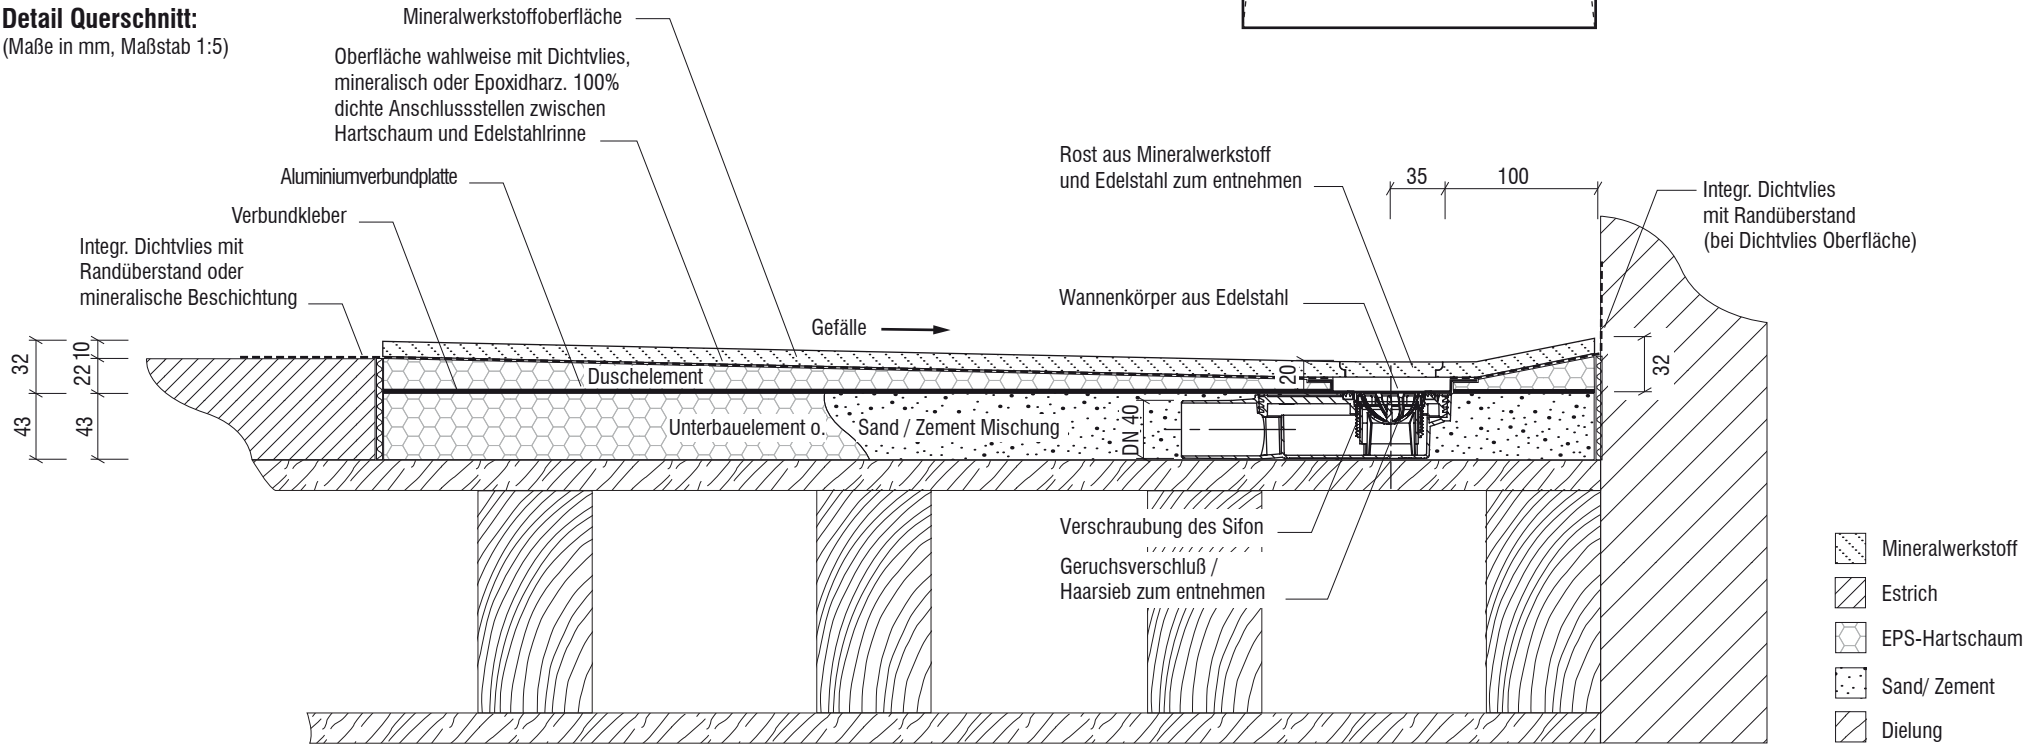 Detail Querschnitt:
(Maße in mm, Maßstab 1:5)
Mineralwerkstoffoberfläche
Oberfläche wahlweise mit Dichtvlies,
mineralisch oder Epoxidharz. 100%
dichte Anschlussstellen zwischen
Hartschaum und Edelstahlrinne
Aluminiumverbundplatte
Verbundkleber
Integr. Dichtvlies mit
Randüberstand oder
mineralische Beschichtung
Rost aus Mineralwerkstoff
und Edelstahl zum entnehmen
35
100
Integr. Dichtvlies
mit Randüberstand
(bei Dichtvlies Oberfläche)
Wannenkörper aus Edelstahl
Gefälle
32
10
22
43
43
Duschelement
20
32
Unterbauelement o.
Sand / Zement Mischung
DN 40
Verschraubung des Sifon
Geruchsverschluß /
Haarsieb zum entnehmen
Mineralwerkstoff
Estrich
EPS-Hartschaum
Sand/ Zement
Dielung